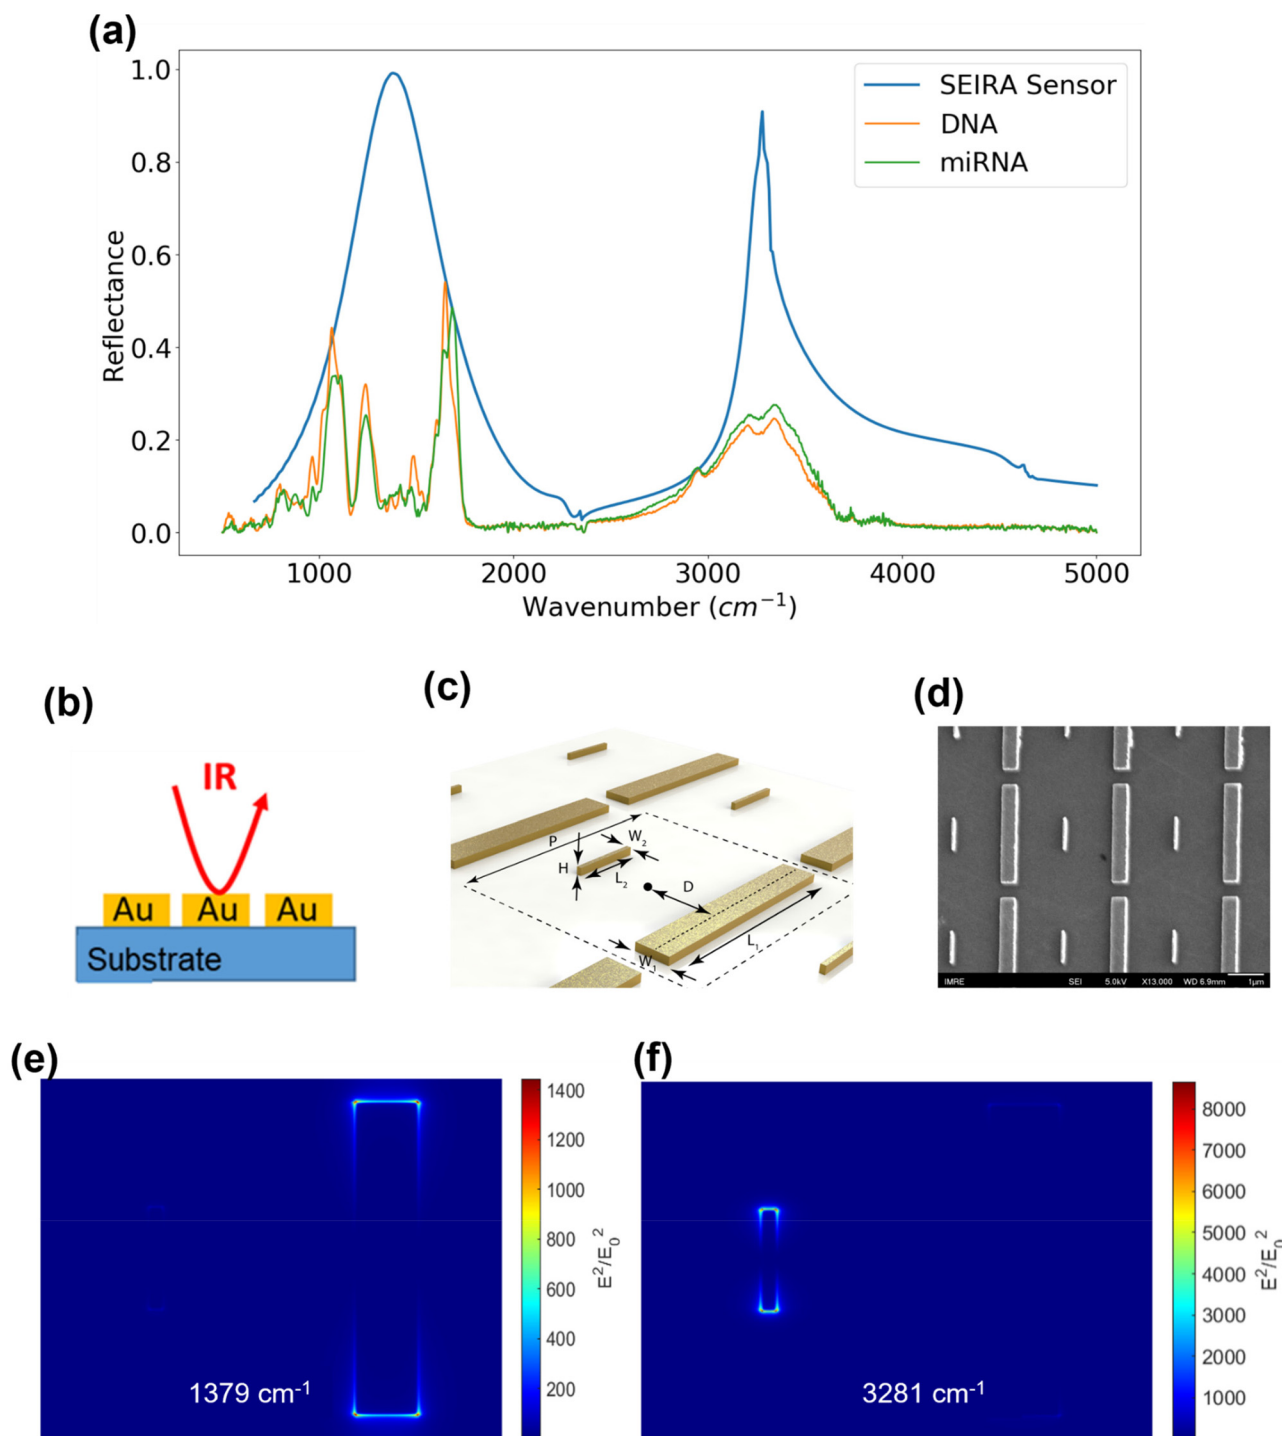 (a)
1.0
0.8
0.6
0.4
0.2
0.0
Reflectance
SEIRA Sensor
DNA
miRNA
1000 2000 3000 4000 5000
Wavenumber (cm⁻¹)
(b)
IR
Au Au Au
Substrate
(c)
P
H
W₂
L₂
D
W₁
L₁
(d)
IMRE SEI 5.0kV X13,000 WD 6.9mm 1μm
(e)
1379 cm⁻¹
1400
1200
1000
800
600
400
200
E²/E₀²
(f)
3281 cm⁻¹
8000
7000
6000
5000
4000
3000
2000
1000
E²/E₀²